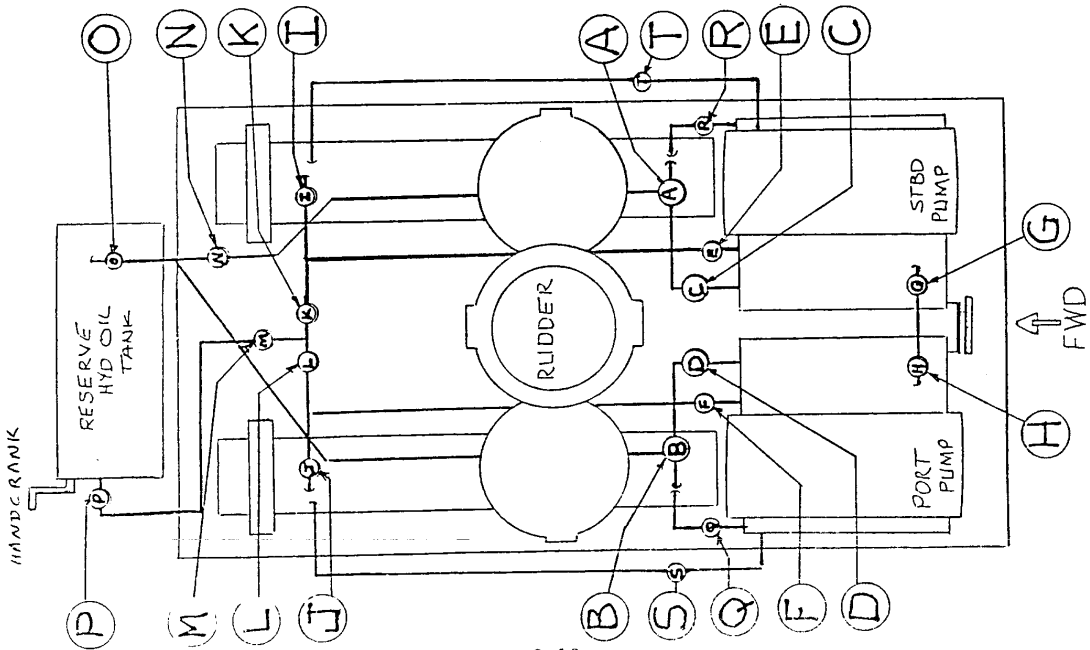 HANDCRANK
P
O
P
RESERVE
HYD OIL
TANK
O
N
M
M
N
K
L
L
K
I
J
J
I
RUDDER
A
B
B
A
T
S
S
T
R
Q
Q
R
E
F
F
E
C
D
D
C
PORT
PUMP
STBD
PUMP
H
G
H
G
FWD